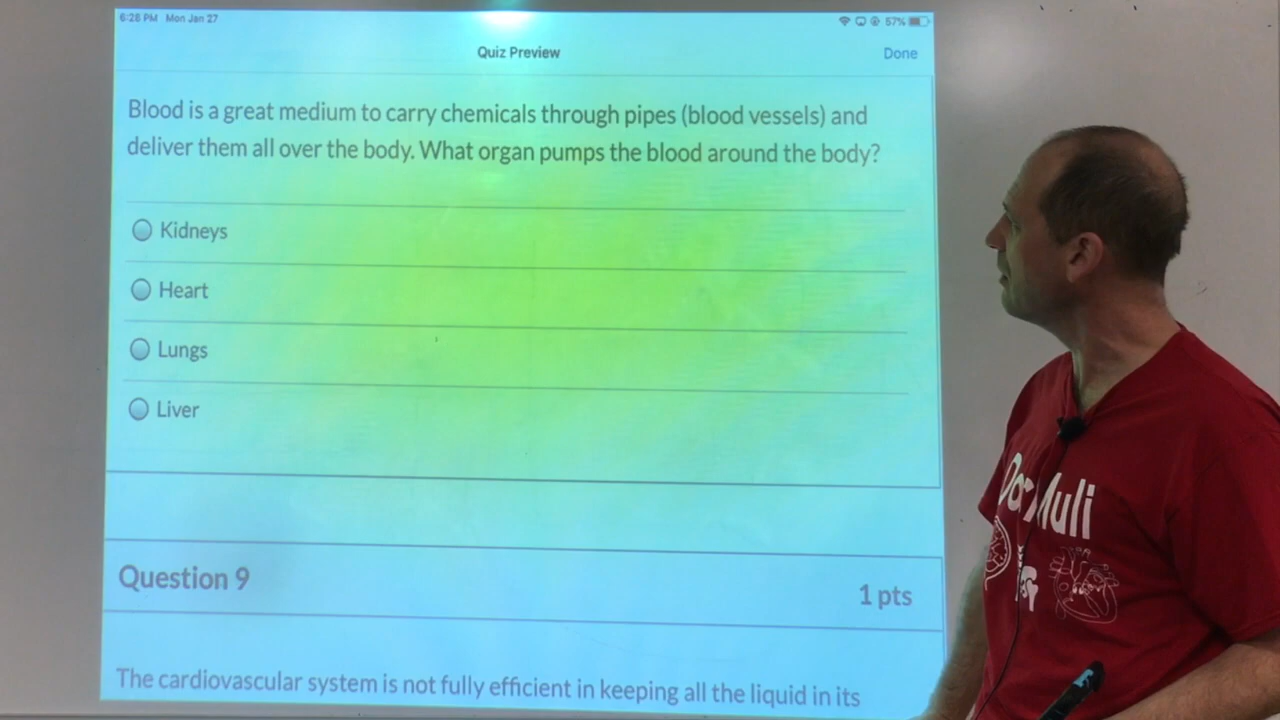 6:26 PM Mon Jan 27
57%
Quiz Preview
Done
Blood is a great medium to carry chemicals through pipes (blood vessels) and
deliver them all over the body. What organ pumps the blood around the body?
Kidneys
Heart
Lungs
Liver
Question 9
1 pts
The cardiovascular system is not fully efficient in keeping all the liquid in its
Muli